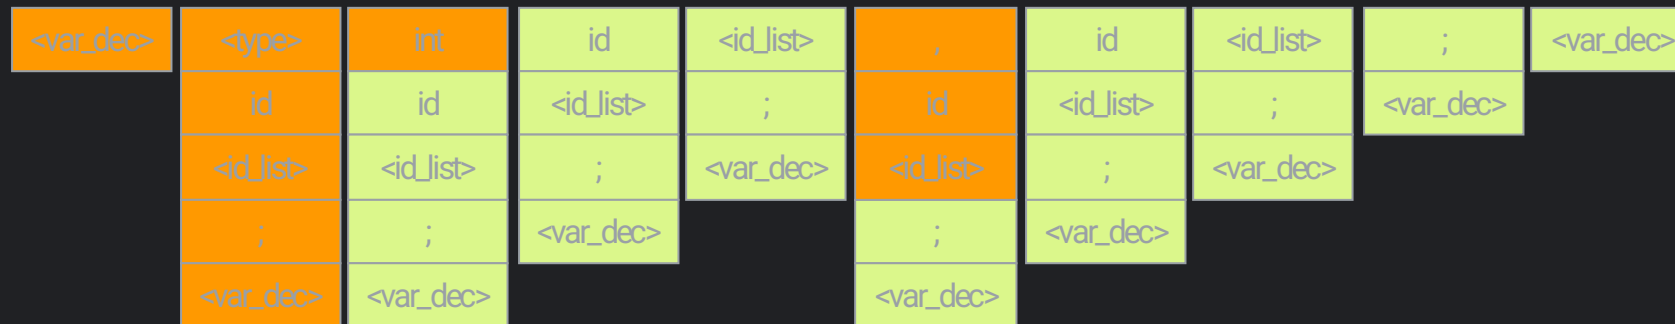 <var_dec> <type> int id <id_list> , id <id_list> ; <var_dec>
id id <id_list> ; id <id_list> ; <var_dec>
<id_list> <id_list> ; <var_dec> <id_list> ; <var_dec>
; ; <var_dec> ; <var_dec>
<var_dec> <var_dec> <var_dec>